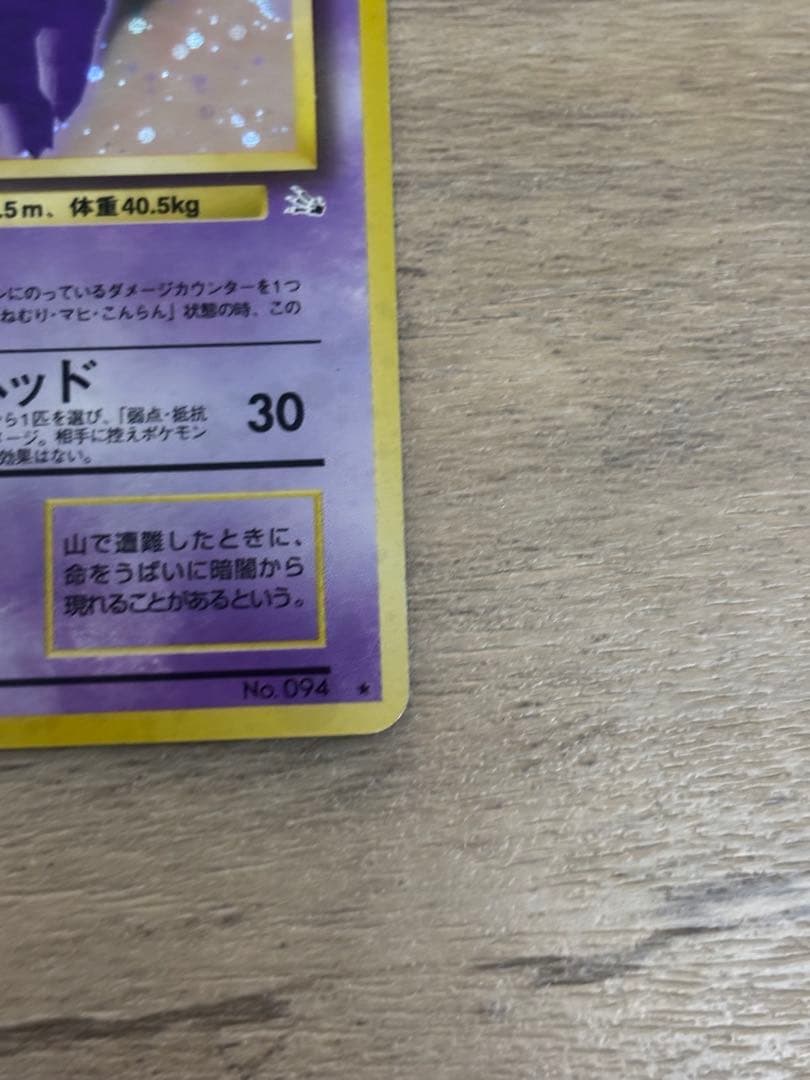 .5m、体重40.5kg
にのっているダメージカウンターを1つ
ねむり・マヒ・こんらん」状態の時、この
ッド
ら1匹を選び、「弱点・抵抗
30
ージ。相手に控えポケモン
効果はない。
山で遭難したときに、
命をうばいに暗闇から
現れることがあるという。
No.094 ★